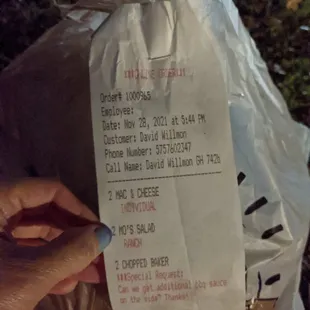 Order# 1000965
Employee:
Date: Nov 28, 2021 at 5:44 PM
Customer: David Willmon
Phone Number: 5757602347
Call Name: David Willmon GH 7426
2 MAC & CHEESE
INDIVIDUAL
2 MO'S SALAD
RANCH
2 CHOPPED BAKER
###Special Request:
Can we get additional bbq sauce
on the side? Thanks!